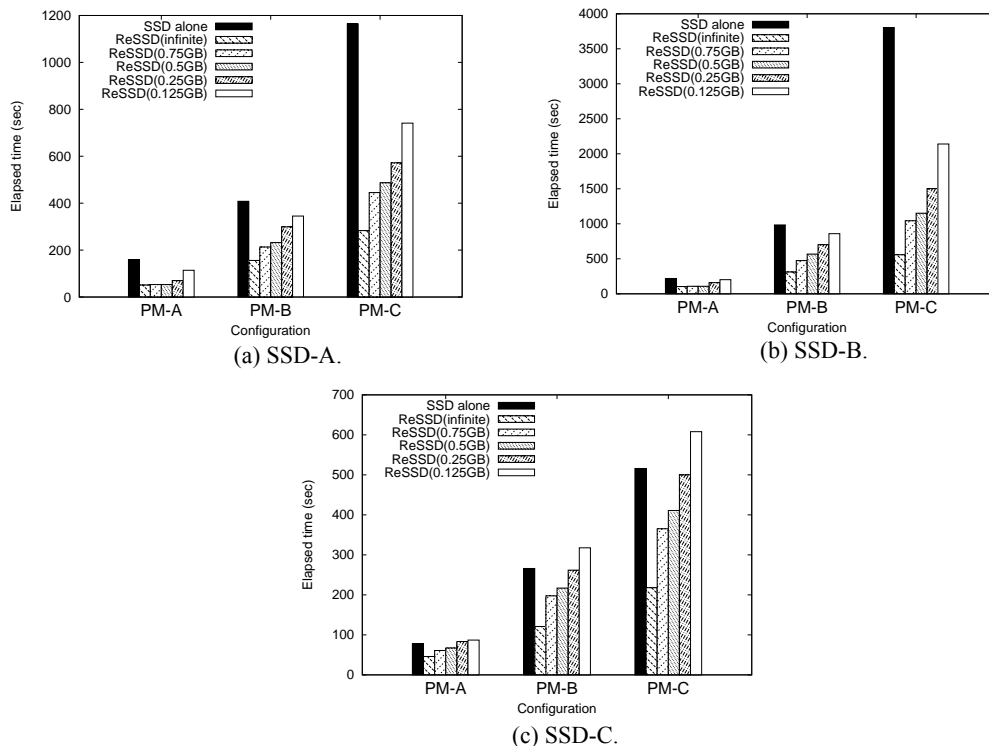 1200
1000
800
600
400
200
0
Elapsed time (sec)
SSD alone
ReSSD(infinite)
ReSSD(0.75GB)
ReSSD(0.5GB)
ReSSD(0.25GB)
ReSSD(0.125GB)
PM-A PM-B PM-C
Configuration
(a) SSD-A.
4000
3500
3000
2500
2000
1500
1000
500
0
Elapsed time (sec)
SSD alone
ReSSD(infinite)
ReSSD(0.75GB)
ReSSD(0.5GB)
ReSSD(0.25GB)
ReSSD(0.125GB)
PM-A PM-B PM-C
Configuration
(b) SSD-B.
700
600
500
400
300
200
100
0
Elapsed time (sec)
SSD alone
ReSSD(infinite)
ReSSD(0.75GB)
ReSSD(0.5GB)
ReSSD(0.25GB)
ReSSD(0.125GB)
PM-A PM-B PM-C
Configuration
(c) SSD-C.